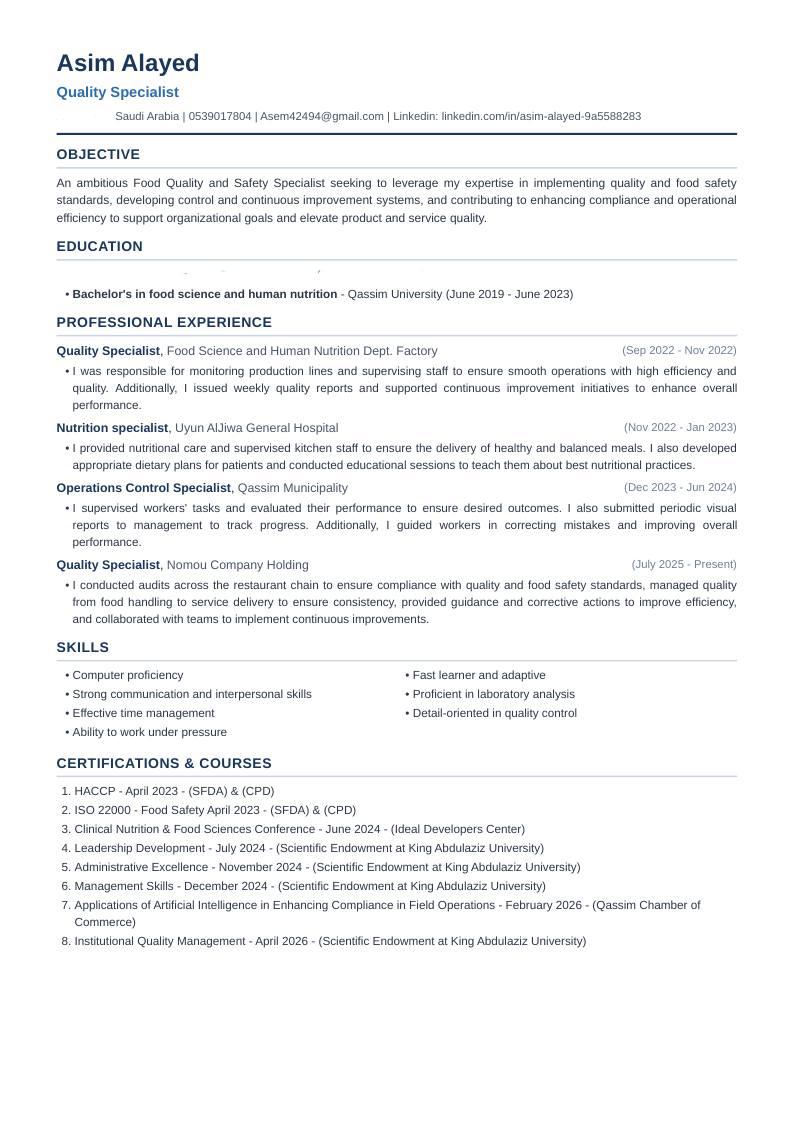 Asim Alayed
Quality Specialist
Saudi Arabia | 0539017804 | Asem42494@gmail.com | Linkedin: linkedin.com/in/asim-alayed-9a5588283
OBJECTIVE
An ambitious Food Quality and Safety Specialist seeking to leverage my expertise in implementing quality and food safety
standards, developing control and continuous improvement systems, and contributing to enhancing compliance and operational
efficiency to support organizational goals and elevate product and service quality.
EDUCATION
• Bachelor's in food science and human nutrition - Qassim University (June 2019 - June 2023)
PROFESSIONAL EXPERIENCE
Quality Specialist, Food Science and Human Nutrition Dept. Factory (Sep 2022 - Nov 2022)
• I was responsible for monitoring production lines and supervising staff to ensure smooth operations with high efficiency and
quality. Additionally, I issued weekly quality reports and supported continuous improvement initiatives to enhance overall
performance.
Nutrition specialist, Uyun AlJiwa General Hospital (Nov 2022 - Jan 2023)
• I provided nutritional care and supervised kitchen staff to ensure the delivery of healthy and balanced meals. I also developed
appropriate dietary plans for patients and conducted educational sessions to teach them about best nutritional practices.
Operations Control Specialist, Qassim Municipality (Dec 2023 - Jun 2024)
• I supervised workers' tasks and evaluated their performance to ensure desired outcomes. I also submitted periodic visual
reports to management to track progress. Additionally, I guided workers in correcting mistakes and improving overall
performance.
Quality Specialist, Nomou Company Holding (July 2025 - Present)
• I conducted audits across the restaurant chain to ensure compliance with quality and food safety standards, managed quality
from food handling to service delivery to ensure consistency, provided guidance and corrective actions to improve efficiency,
and collaborated with teams to implement continuous improvements.
SKILLS
• Computer proficiency
• Strong communication and interpersonal skills
• Effective time management
• Ability to work under pressure
• Fast learner and adaptive
• Proficient in laboratory analysis
• Detail-oriented in quality control
CERTIFICATIONS & COURSES
1. HACCP - April 2023 - (SFDA) & (CPD)
2. ISO 22000 - Food Safety April 2023 - (SFDA) & (CPD)
3. Clinical Nutrition & Food Sciences Conference - June 2024 - (Ideal Developers Center)
4. Leadership Development - July 2024 - (Scientific Endowment at King Abdulaziz University)
5. Administrative Excellence - November 2024 - (Scientific Endowment at King Abdulaziz University)
6. Management Skills - December 2024 - (Scientific Endowment at King Abdulaziz University)
7. Applications of Artificial Intelligence in Enhancing Compliance in Field Operations - February 2026 - (Qassim Chamber of
Commerce)
8. Institutional Quality Management - April 2026 - (Scientific Endowment at King Abdulaziz University)